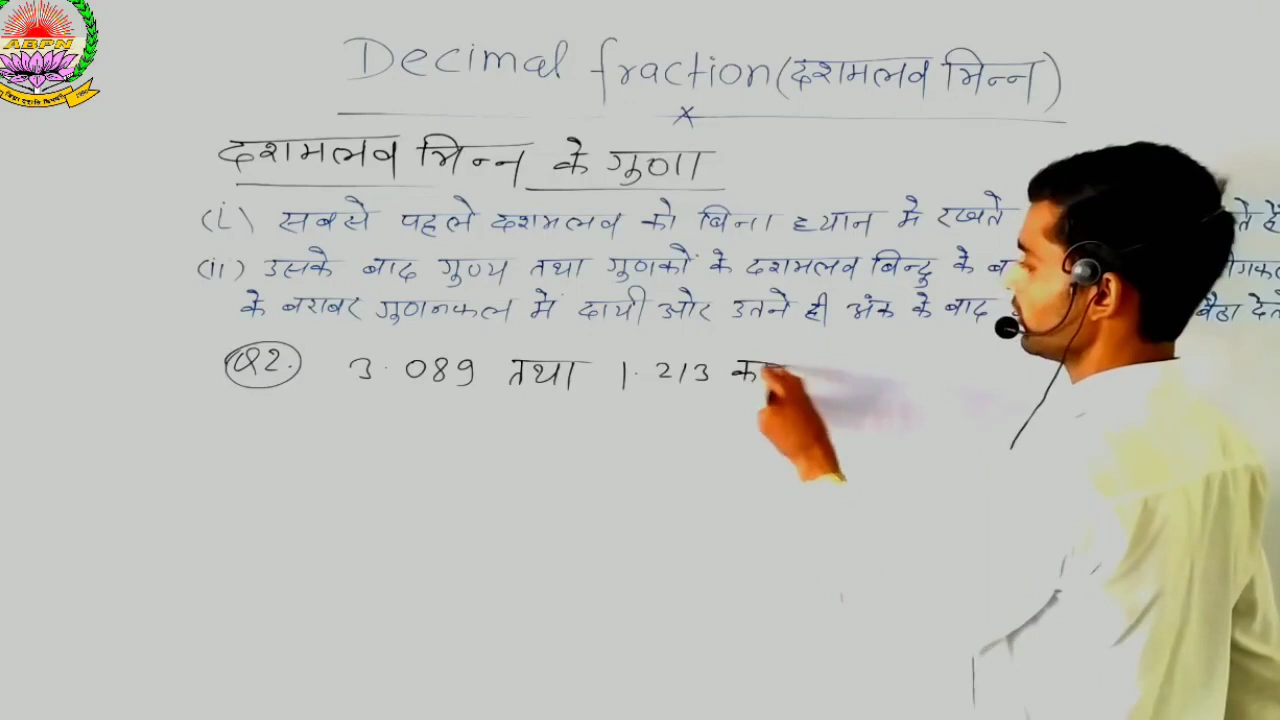 ABPN
Decimal fraction (दशमलव भिन्न)
दशमलव भिन्न के गुणा
(i) सबसे पहले दशमलव को बिना ध्यान में रखते
(ii) उसके बाद गुण्य तथा गुणकों के दशमलव बिन्दु के
के बराबर गुणनफल में दायी ओर उतने ही अंक के बाद बैठा देते
Q2. 3.089 तथा 1.213 का